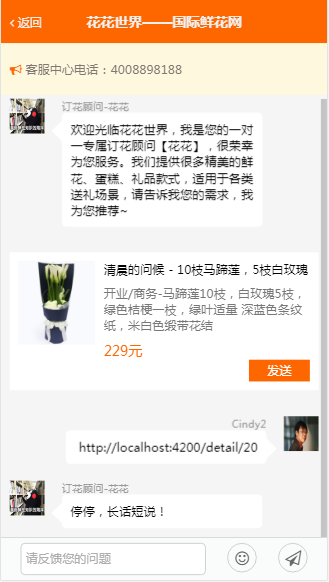 返回
花花世界——国际鲜花网
客服中心电话：4008898188
订花顾问-花花
欢迎光临花花世界，我是您的一对
一专属订花顾问【花花】，很荣幸
为您服务。我们提供很多精美的鲜
花、蛋糕、礼品款式，适用于各类
送礼场景，请告诉我您的需求，我
为您推荐~
清晨的问候 - 10枝马蹄莲，5枝白玫瑰
开业/商务-马蹄莲10枝，白玫瑰5枝，
绿色桔梗一枝，绿叶适量 深蓝色条纹
纸，米白色缎带花结
229元
发送
Cindy2
http://localhost:4200/detail/20
订花顾问-花花
停停，长话短说！
请反馈您的问题